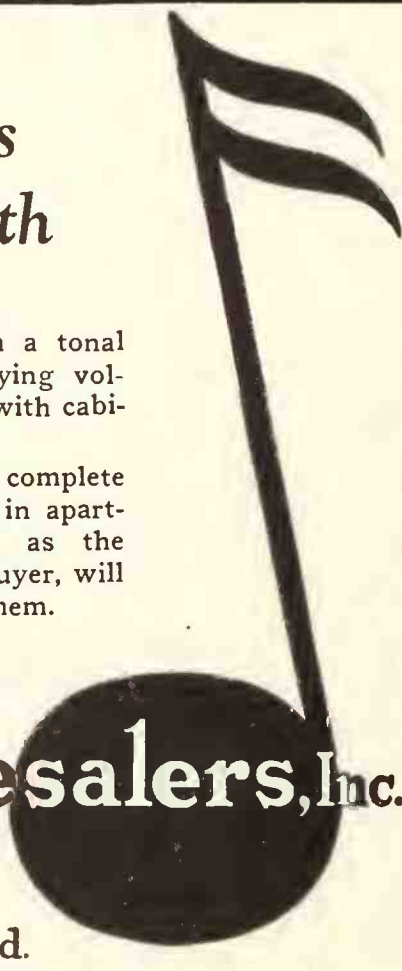 s
th
a tonal
ying vol-
with cabi-
complete
in apart-
as the
uyer, will
hem.
esalers, Inc.
d.